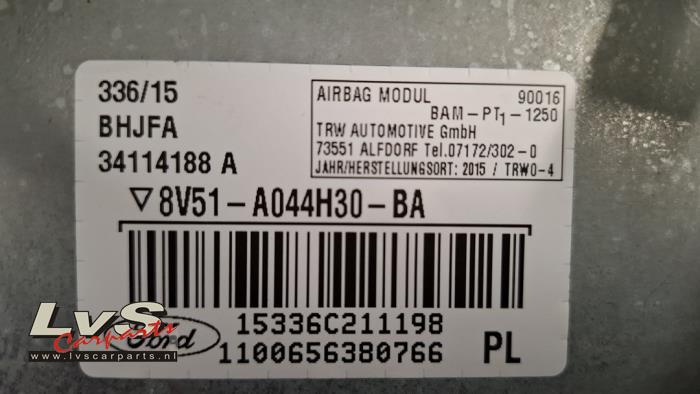 336/15
BHJFA
34114188 A
AIRBAG MODUL 90016
BAM-PT1-1250
TRW AUTOMOTIVE GmbH
73551 ALFDORF Tel.07172/302-0
JAHR/HERSTELLUNGSORT: 2015 / TRWO-4
▽8V51-A044H30-BA
15336C211198
1100656380766 PL
Ford
LvS
Carparts
www.lvscarparts.nl